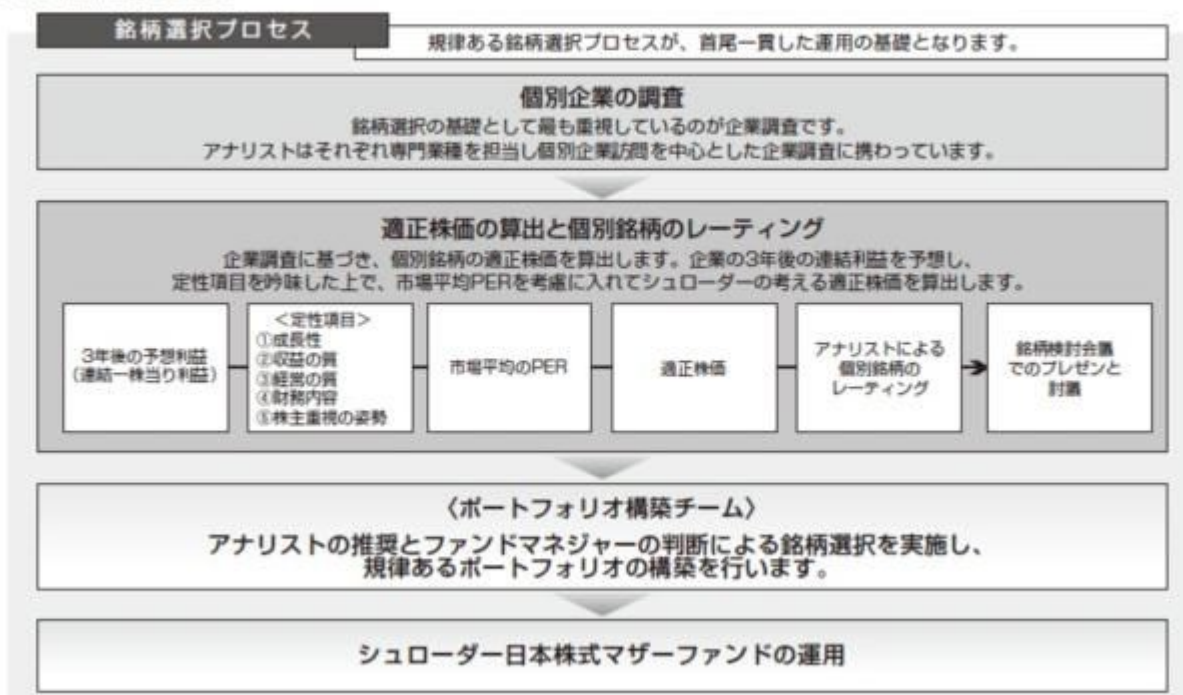 銘柄選択プロセス
規律ある銘柄選択プロセスが、首尾一貫した運用の基礎となります。
個別企業の調査
銘柄選択の基礎として最も重視しているのが企業調査です。
アナリストはそれぞれ専門業種を担当し個別企業訪問を中心とした企業調査に携わっています。
適正株価の算出と個別銘柄のレーティング
企業調査に基づき、個別銘柄の適正株価を算出します。企業の3年後の連結利益を予想し、
定性項目を吟味した上で、市場平均PERを考慮に入れてシュローダーの考える適正株価を算出します。
3年後の予想利益
(連結一株当り利益)
<定性項目>
①成長性
②収益の質
③経営の質
④財務内容
⑤株主重視の姿勢
市場平均のPER
適正株価
アナリストによる
個別銘柄の
レーティング
銘柄検討会議
でのプレゼンと
討議
〈ポートフォリオ構築チーム〉
アナリストの推奨とファンドマネジャーの判断による銘柄選択を実施し、
規律あるポートフォリオの構築を行います。
シュローダー日本株式マザーファンドの運用